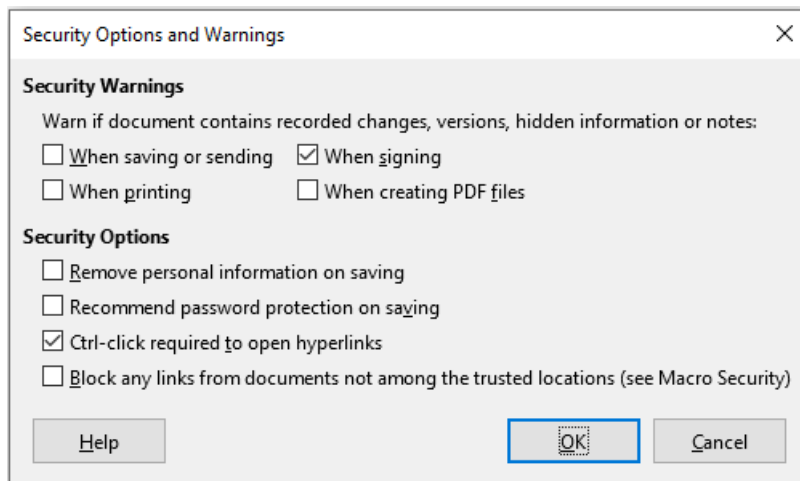 Security Options and Warnings
Security Warnings
Warn if document contains recorded changes, versions, hidden information or notes:
When saving or sending When signing
When printing When creating PDF files
Security Options
Remove personal information on saving
Recommend password protection on saving
Ctrl-click required to open hyperlinks
Block any links from documents not among the trusted locations (see Macro Security)
Help OK Cancel